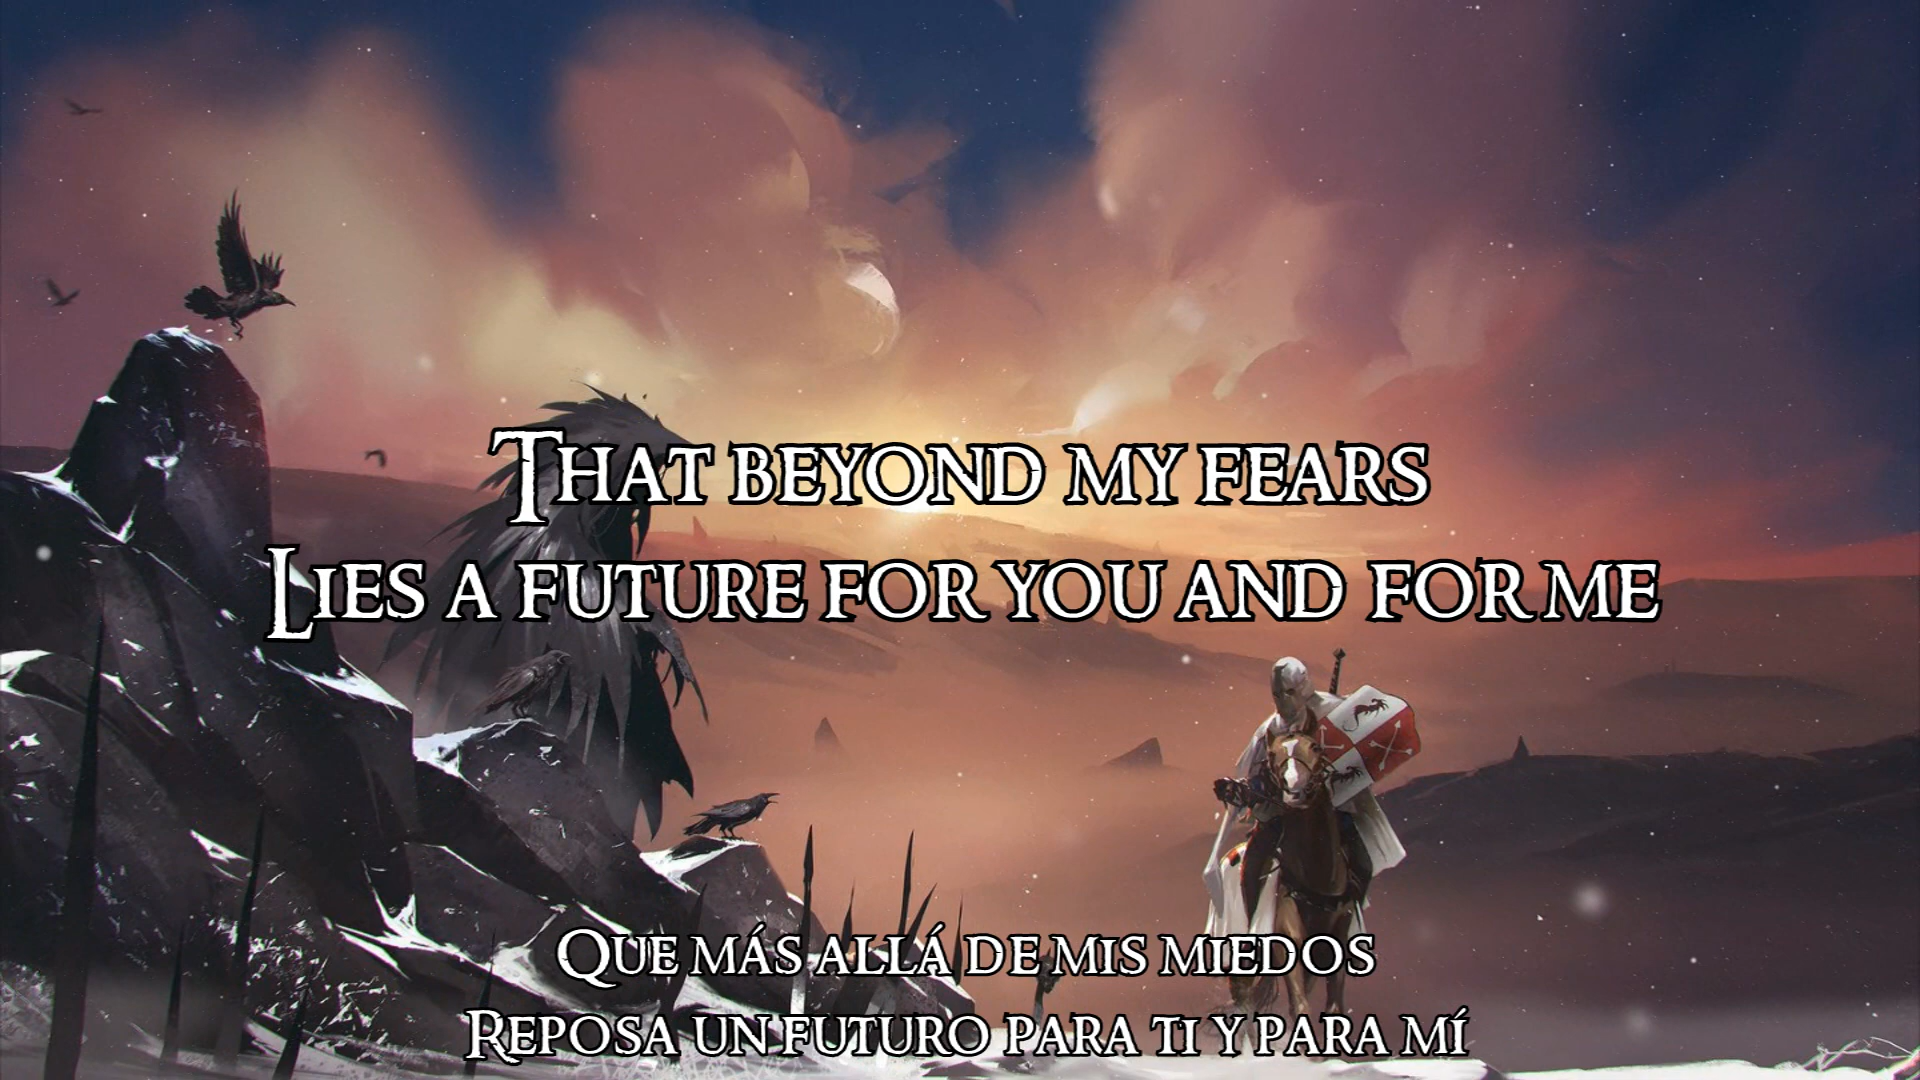 That beyond my fears
Lies a future for you and for me
Que más allá de mis miedos
Reposa un futuro para ti y para mí